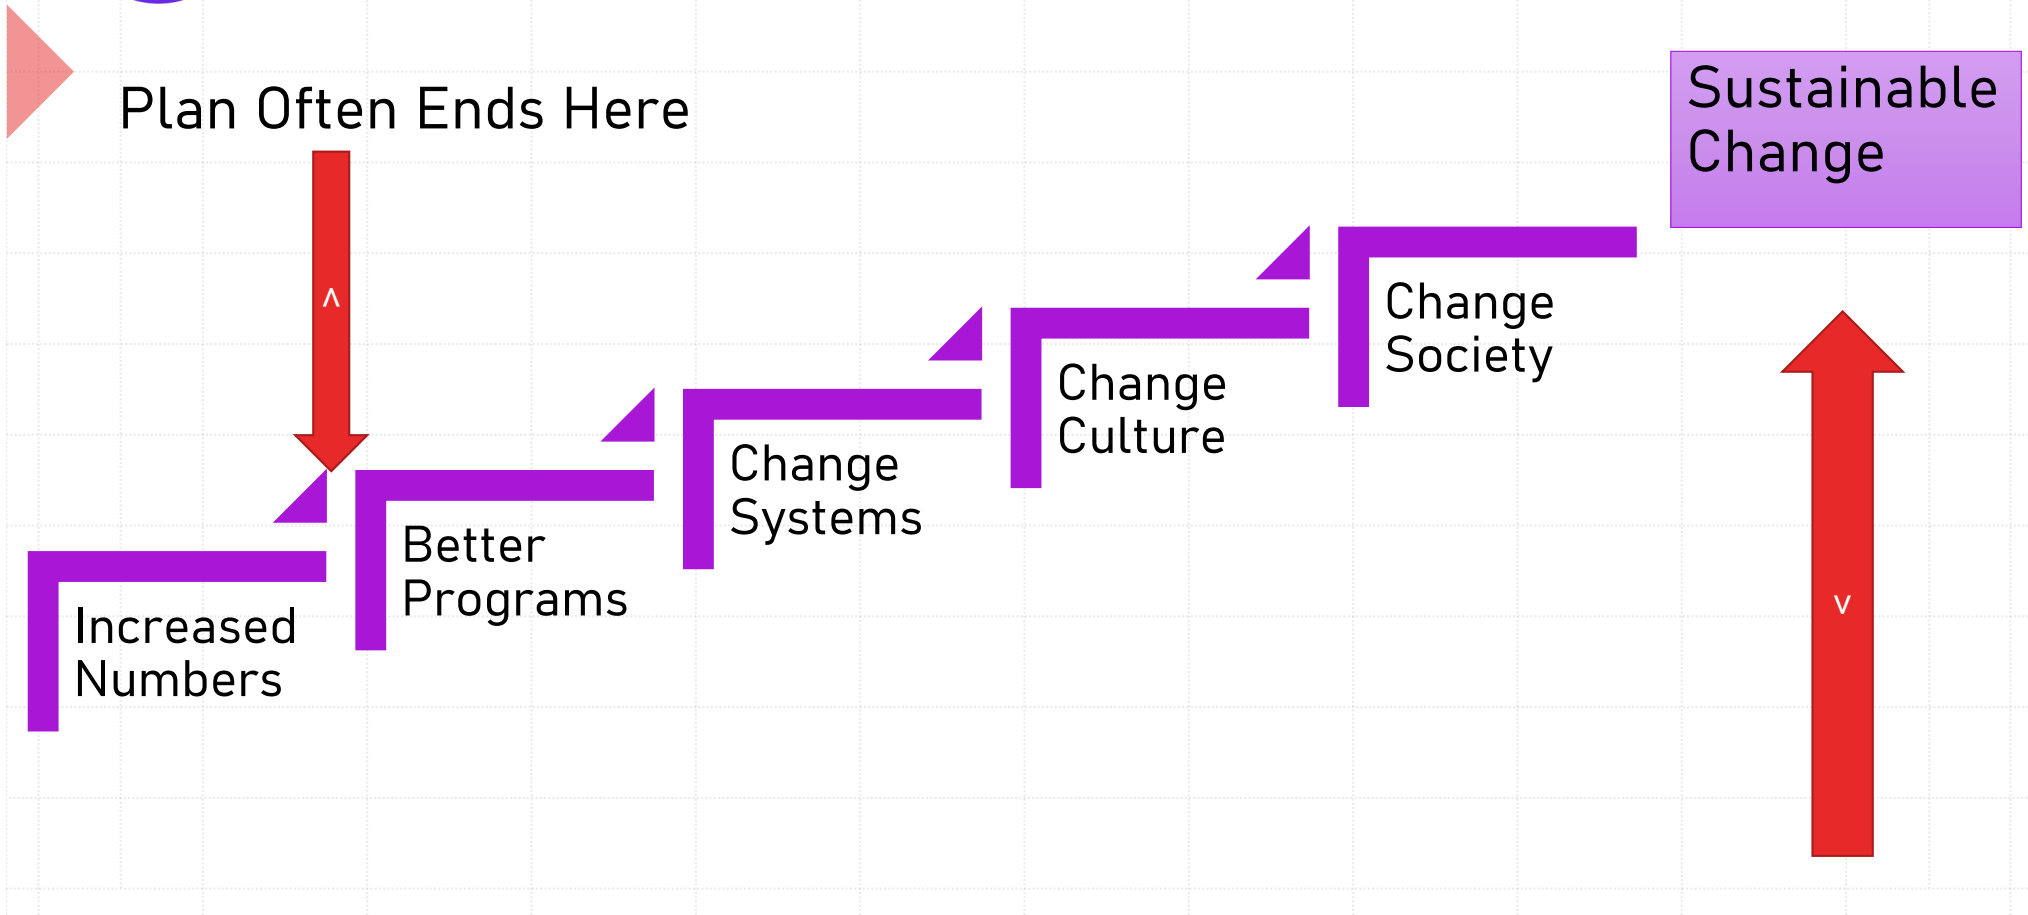 Plan Often Ends Here
Sustainable
Change
<
Change
Society
Change
Culture
Change
Systems
Better
Programs
Increased
Numbers
>